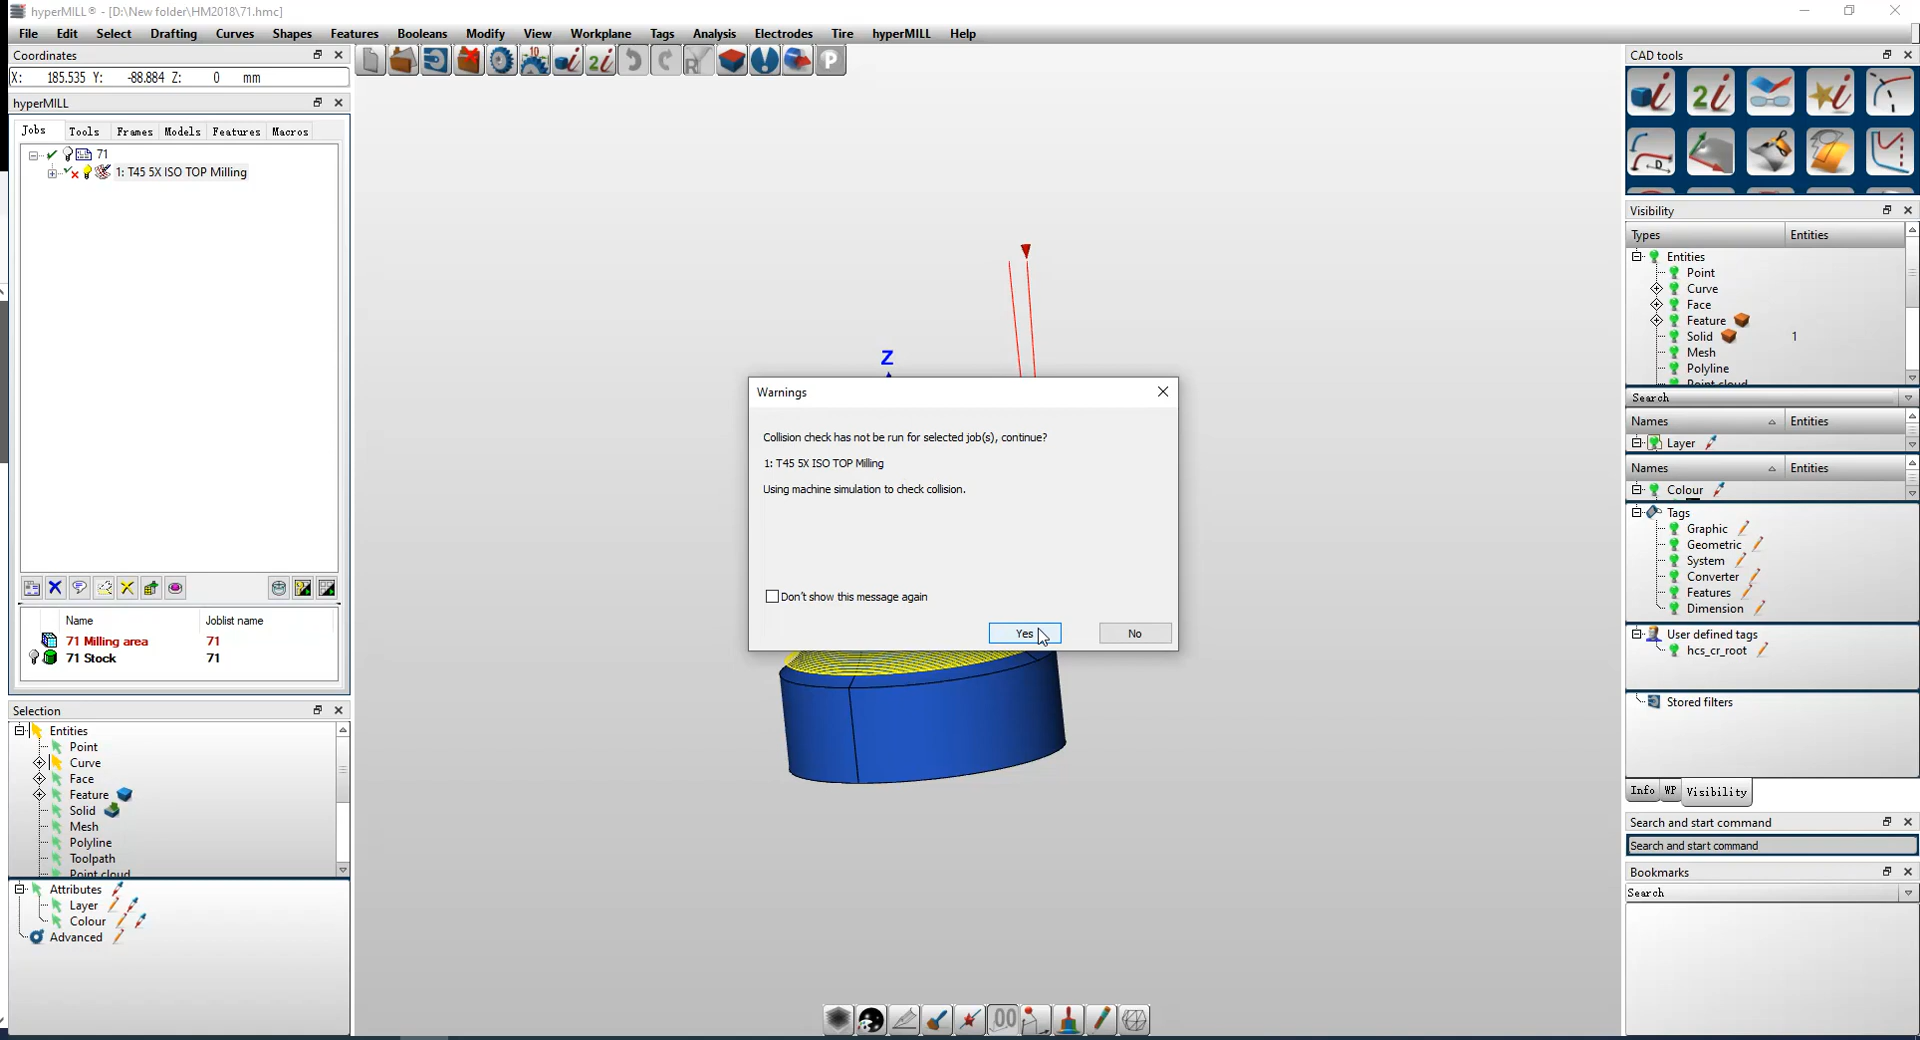 hyperMILL® - [D:\New folder\HM2018\71.hmc]
File Edit Select Drafting Curves Shapes Features Booleans Modify View Workplane Tags Analysis Electrodes Tire hyperMILL Help
Coordinates
X: 185.535 Y: -88.884 Z: 0 mm
hyperMILL
Jobs Tools Frames Models Features Macros
71
1: T45 5X ISO TOP Milling
Name Joblist name
71 Milling area 71
71 Stock 71
Selection
Entities
Point
Curve
Face
Feature
Solid
Mesh
Polyline
Toolpath
Point cloud
Attributes
Layer
Colour
Advanced
Z
Warnings
Collision check has not be run for selected job(s), continue?
1: T45 5X ISO TOP Milling
Using machine simulation to check collision.
Don't show this message again
Yes No
CAD tools
Visibility
Types Entities
Entities
Point
Curve
Face
Feature
Solid 1
Mesh
Polyline
Point cloud
Search
Names Entities
Layer
Names Entities
Colour
Tags
Graphic
Geometric
System
Converter
Features
Dimension
User defined tags
hcs_cr_root
Stored filters
Info WP Visibility
Search and start command
Search and start command
Bookmarks
Search